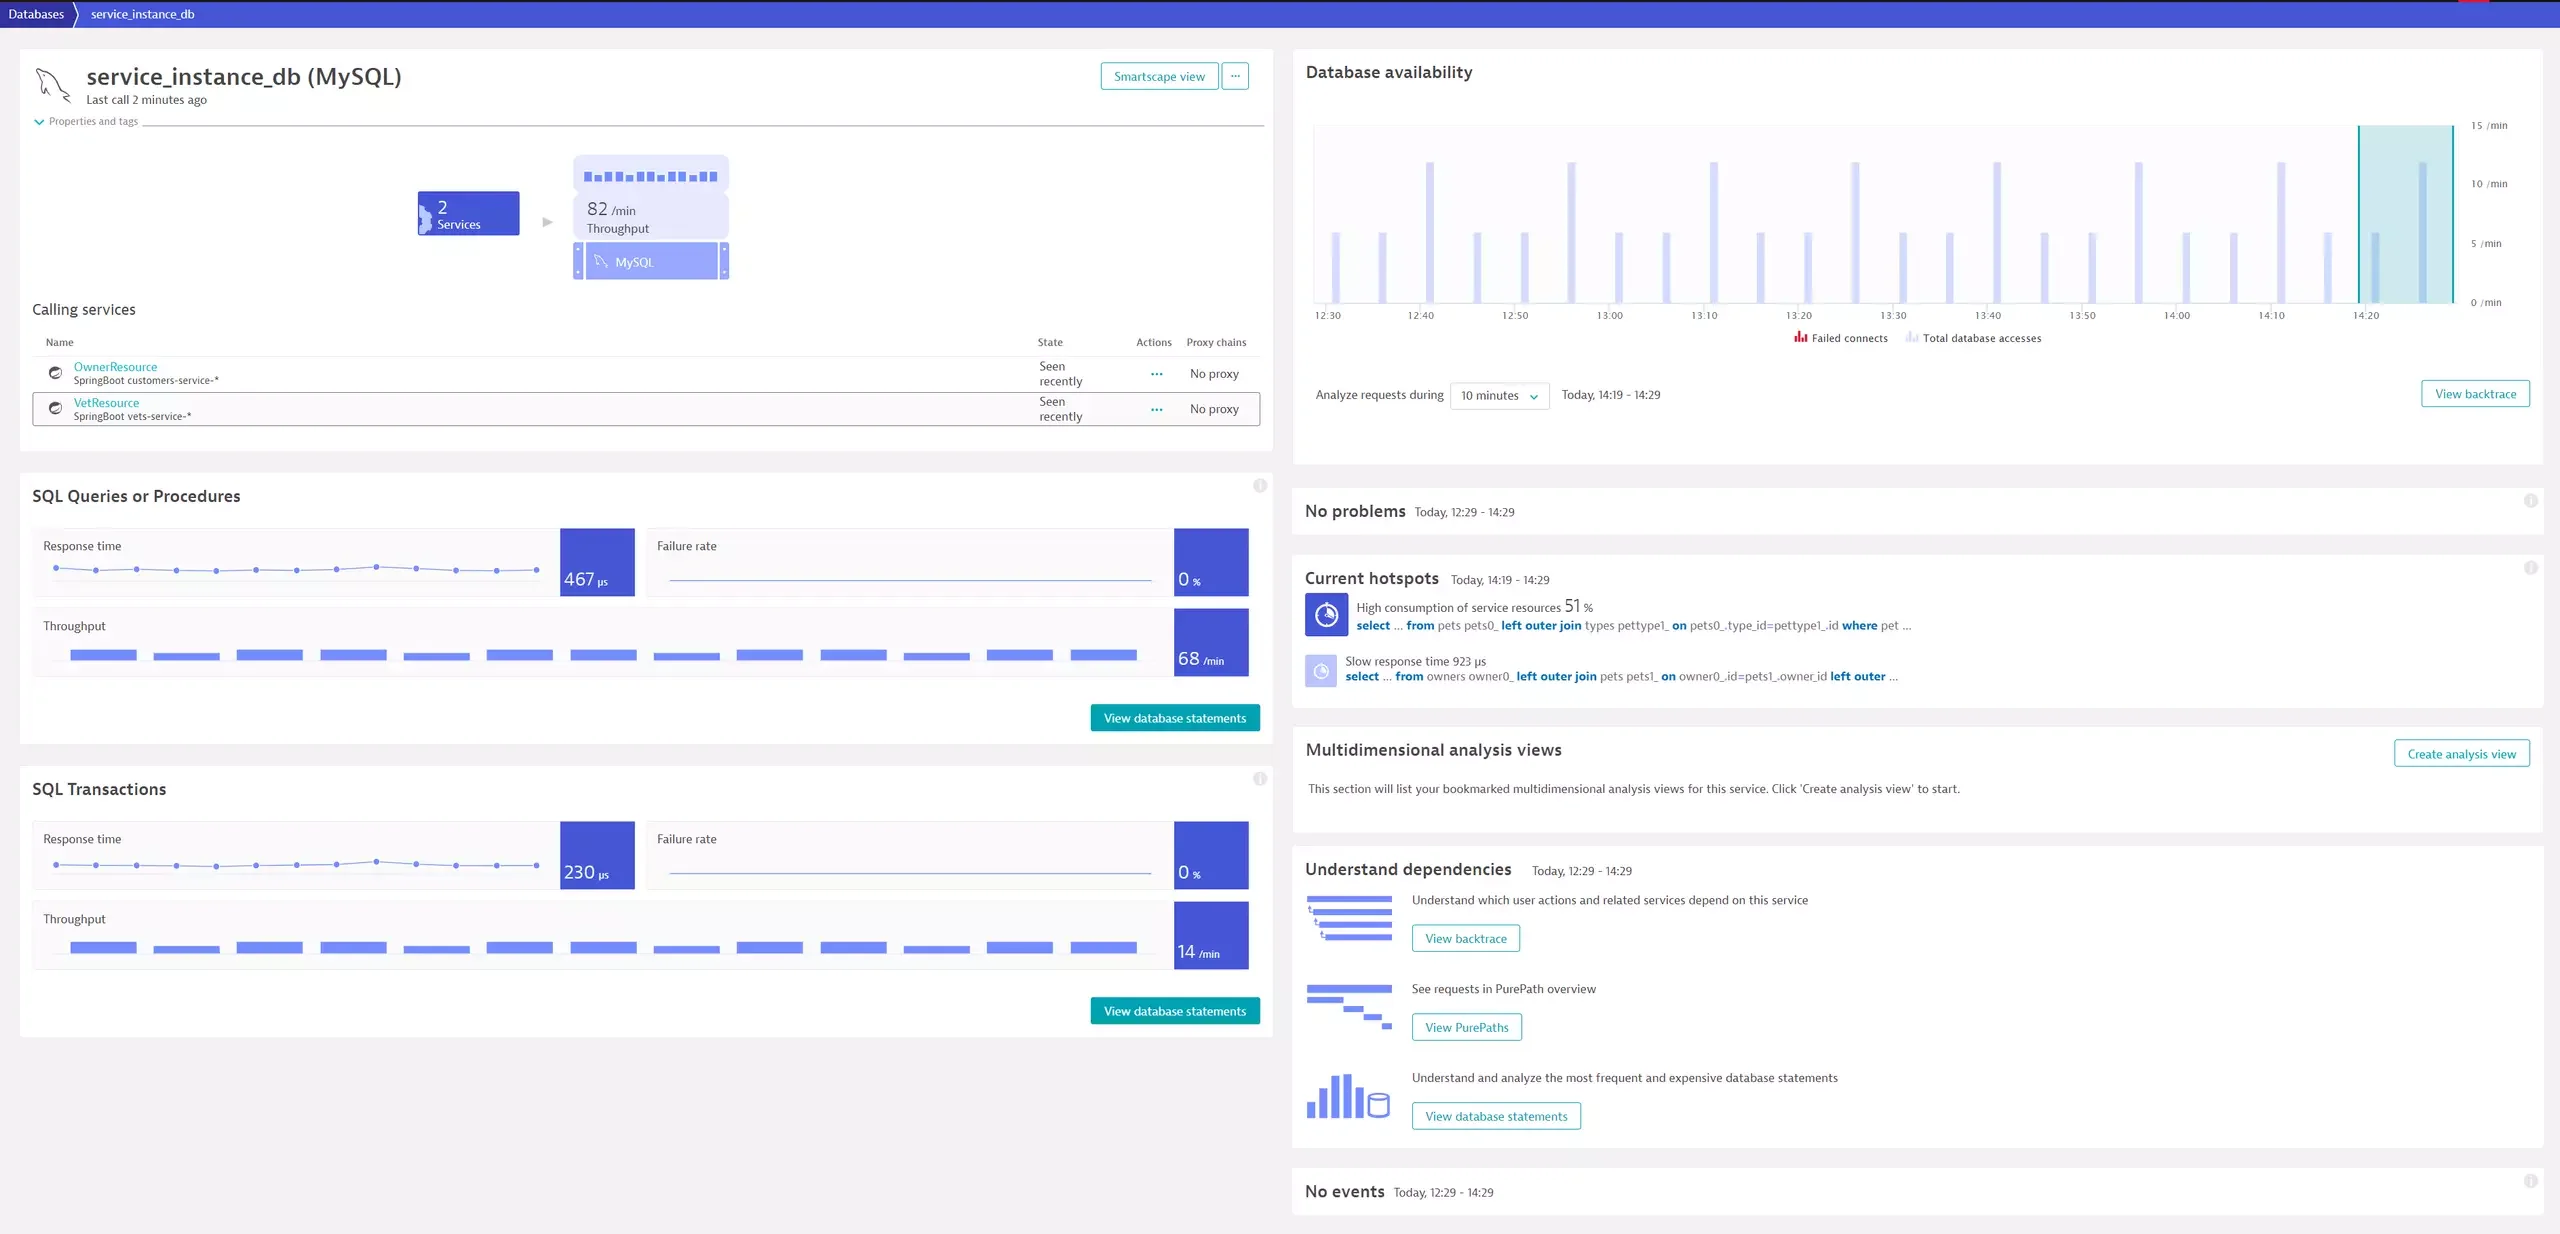 Databases
service_instance_db
service_instance_db (MySQL)
Last call 2 minutes ago
Smartscape view
...
Properties and tags
2
Services
82 /min
Throughput
MySQL
Calling services
Name State Actions Proxy chains
OwnerResource
SpringBoot customers-service-*
Seen
recently
...
No proxy
VetResource
SpringBoot vets-service-*
Seen
recently
...
No proxy
SQL Queries or Procedures
Response time
467 µs
Failure rate
0 %
Throughput
68 /min
View database statements
SQL Transactions
Response time
230 µs
Failure rate
0 %
Throughput
14 /min
View database statements
Database availability
15 /min
10 /min
5 /min
0 /min
12:30 12:40 12:50 13:00 13:10 13:20 13:30 13:40 13:50 14:00 14:10 14:20
Failed connects Total database accesses
Analyze requests during 10 minutes Today, 14:19 - 14:29
View backtrace
No problems Today, 12:29 - 14:29
Current hotspots Today, 14:19 - 14:29
High consumption of service resources 51 %
select ... from pets pets0_ left outer join types pettype1_ on pets0_.type_id=pettype1_.id where pet ...
Slow response time 923 µs
select ... from owners owner0_ left outer join pets pets1_ on owner0_.id=pets1_.owner_id left outer ...
Multidimensional analysis views
Create analysis view
This section will list your bookmarked multidimensional analysis views for this service. Click 'Create analysis view' to start.
Understand dependencies Today, 12:29 - 14:29
Understand which user actions and related services depend on this service
View backtrace
See requests in PurePath overview
View PurePaths
Understand and analyze the most frequent and expensive database statements
View database statements
No events Today, 12:29 - 14:29